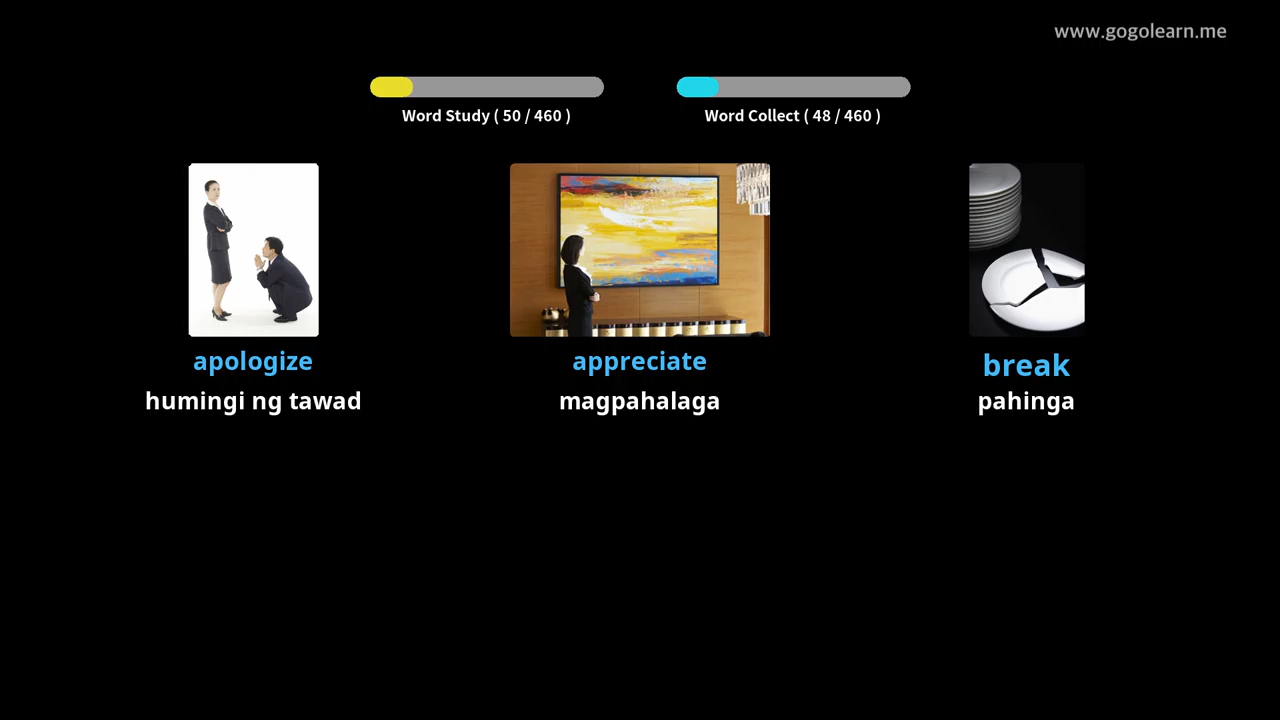 www.gogolearn.me
Word Study ( 50 / 460 )
Word Collect ( 48 / 460 )
apologize
humingi ng tawad
appreciate
magpahalaga
break
pahinga